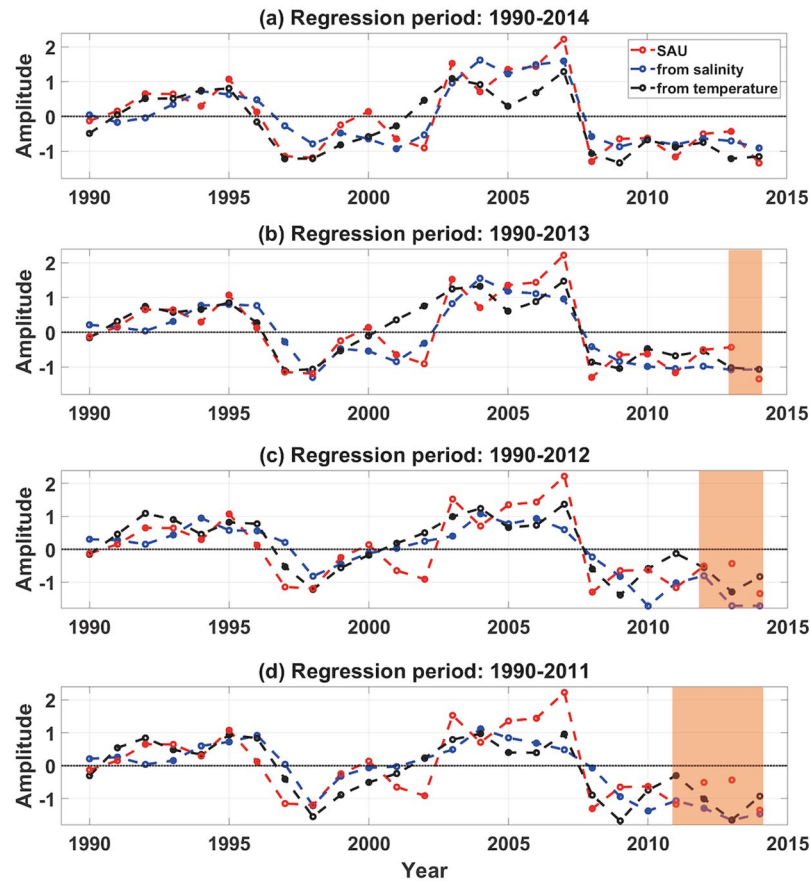 (a) Regression period: 1990-2014
Amplitude
2
1
0
-1
SAU
from salinity
from temperature
1990 1995 2000 2005 2010 2015
(b) Regression period: 1990-2013
Amplitude
2
1
0
-1
1990 1995 2000 2005 2010 2015
(c) Regression period: 1990-2012
Amplitude
2
1
0
-1
1990 1995 2000 2005 2010 2015
(d) Regression period: 1990-2011
Amplitude
2
1
0
-1
1990 1995 2000 2005 2010 2015
Year